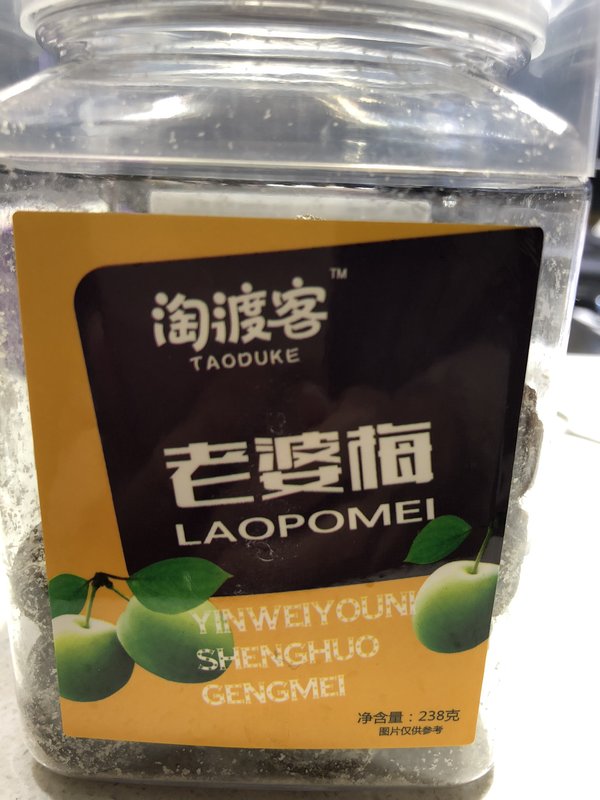 淘渡客™
TAODUKE
老婆梅
LAOPOMEI
YINWEIYOUNI
SHENGHUO
GENGMEI
净含量：238克
图片仅供参考